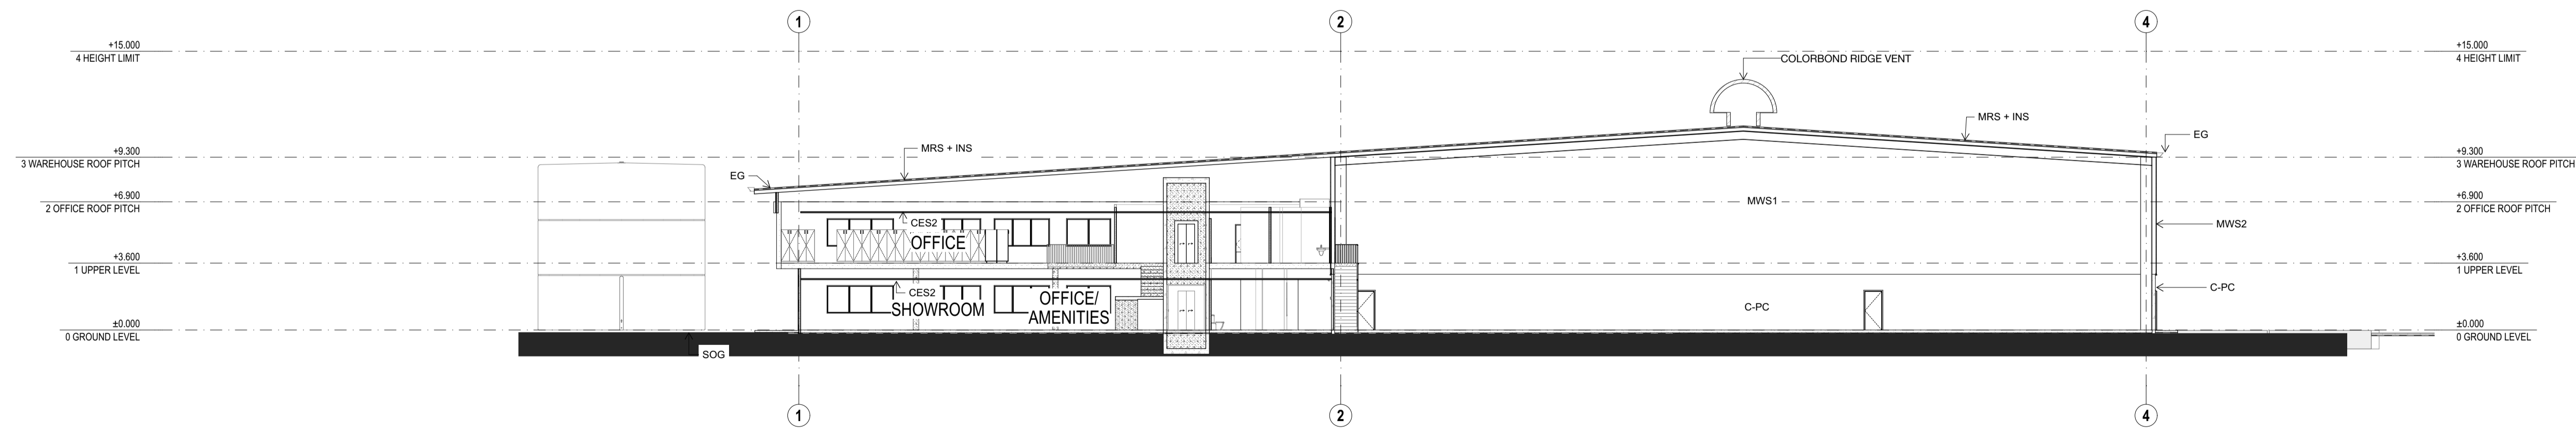 1
2
4
+15.000
4 HEIGHT LIMIT
+15.000
4 HEIGHT LIMIT
COLORBOND RIDGE VENT
MRS + INS
EG
MRS + INS
+9.300
3 WAREHOUSE ROOF PITCH
+9.300
3 WAREHOUSE ROOF PITCH
EG
+6.900
2 OFFICE ROOF PITCH
MWS1
+6.900
2 OFFICE ROOF PITCH
CES2
OFFICE
MWS2
+3.600
1 UPPER LEVEL
+3.600
1 UPPER LEVEL
CES2
SHOWROOM
OFFICE/
AMENITIES
C-PC
C-PC
±0.000
0 GROUND LEVEL
±0.000
0 GROUND LEVEL
SOG
1
2
4